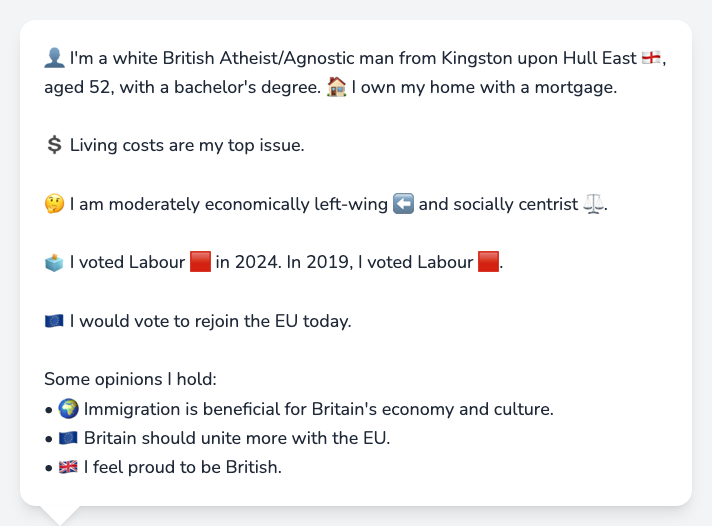 👤 I'm a white British Atheist/Agnostic man from Kingston upon Hull East 🏴󠁧󠁢󠁥󠁮󠁧󠁿,
aged 52, with a bachelor's degree. 🏠 I own my home with a mortgage.
💲 Living costs are my top issue.
🤔 I am moderately economically left-wing ⬅️ and socially centrist ⚖️.
🗳️ I voted Labour 🟥 in 2024. In 2019, I voted Labour 🟥.
🇪🇺 I would vote to rejoin the EU today.
Some opinions I hold:
• 🌍 Immigration is beneficial for Britain's economy and culture.
• 🇪🇺 Britain should unite more with the EU.
• 🇬🇧 I feel proud to be British.